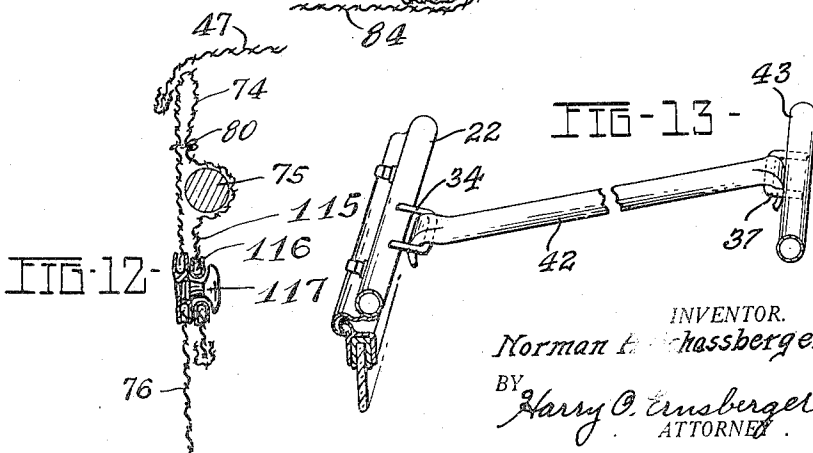 84
47
74
80
75
115
116
FIG-12-
117
76
FIG-13-
43
22
34
37
42
INVENTOR.
Norman
BY
Harry O. Ernsberger
ATTORNEY.